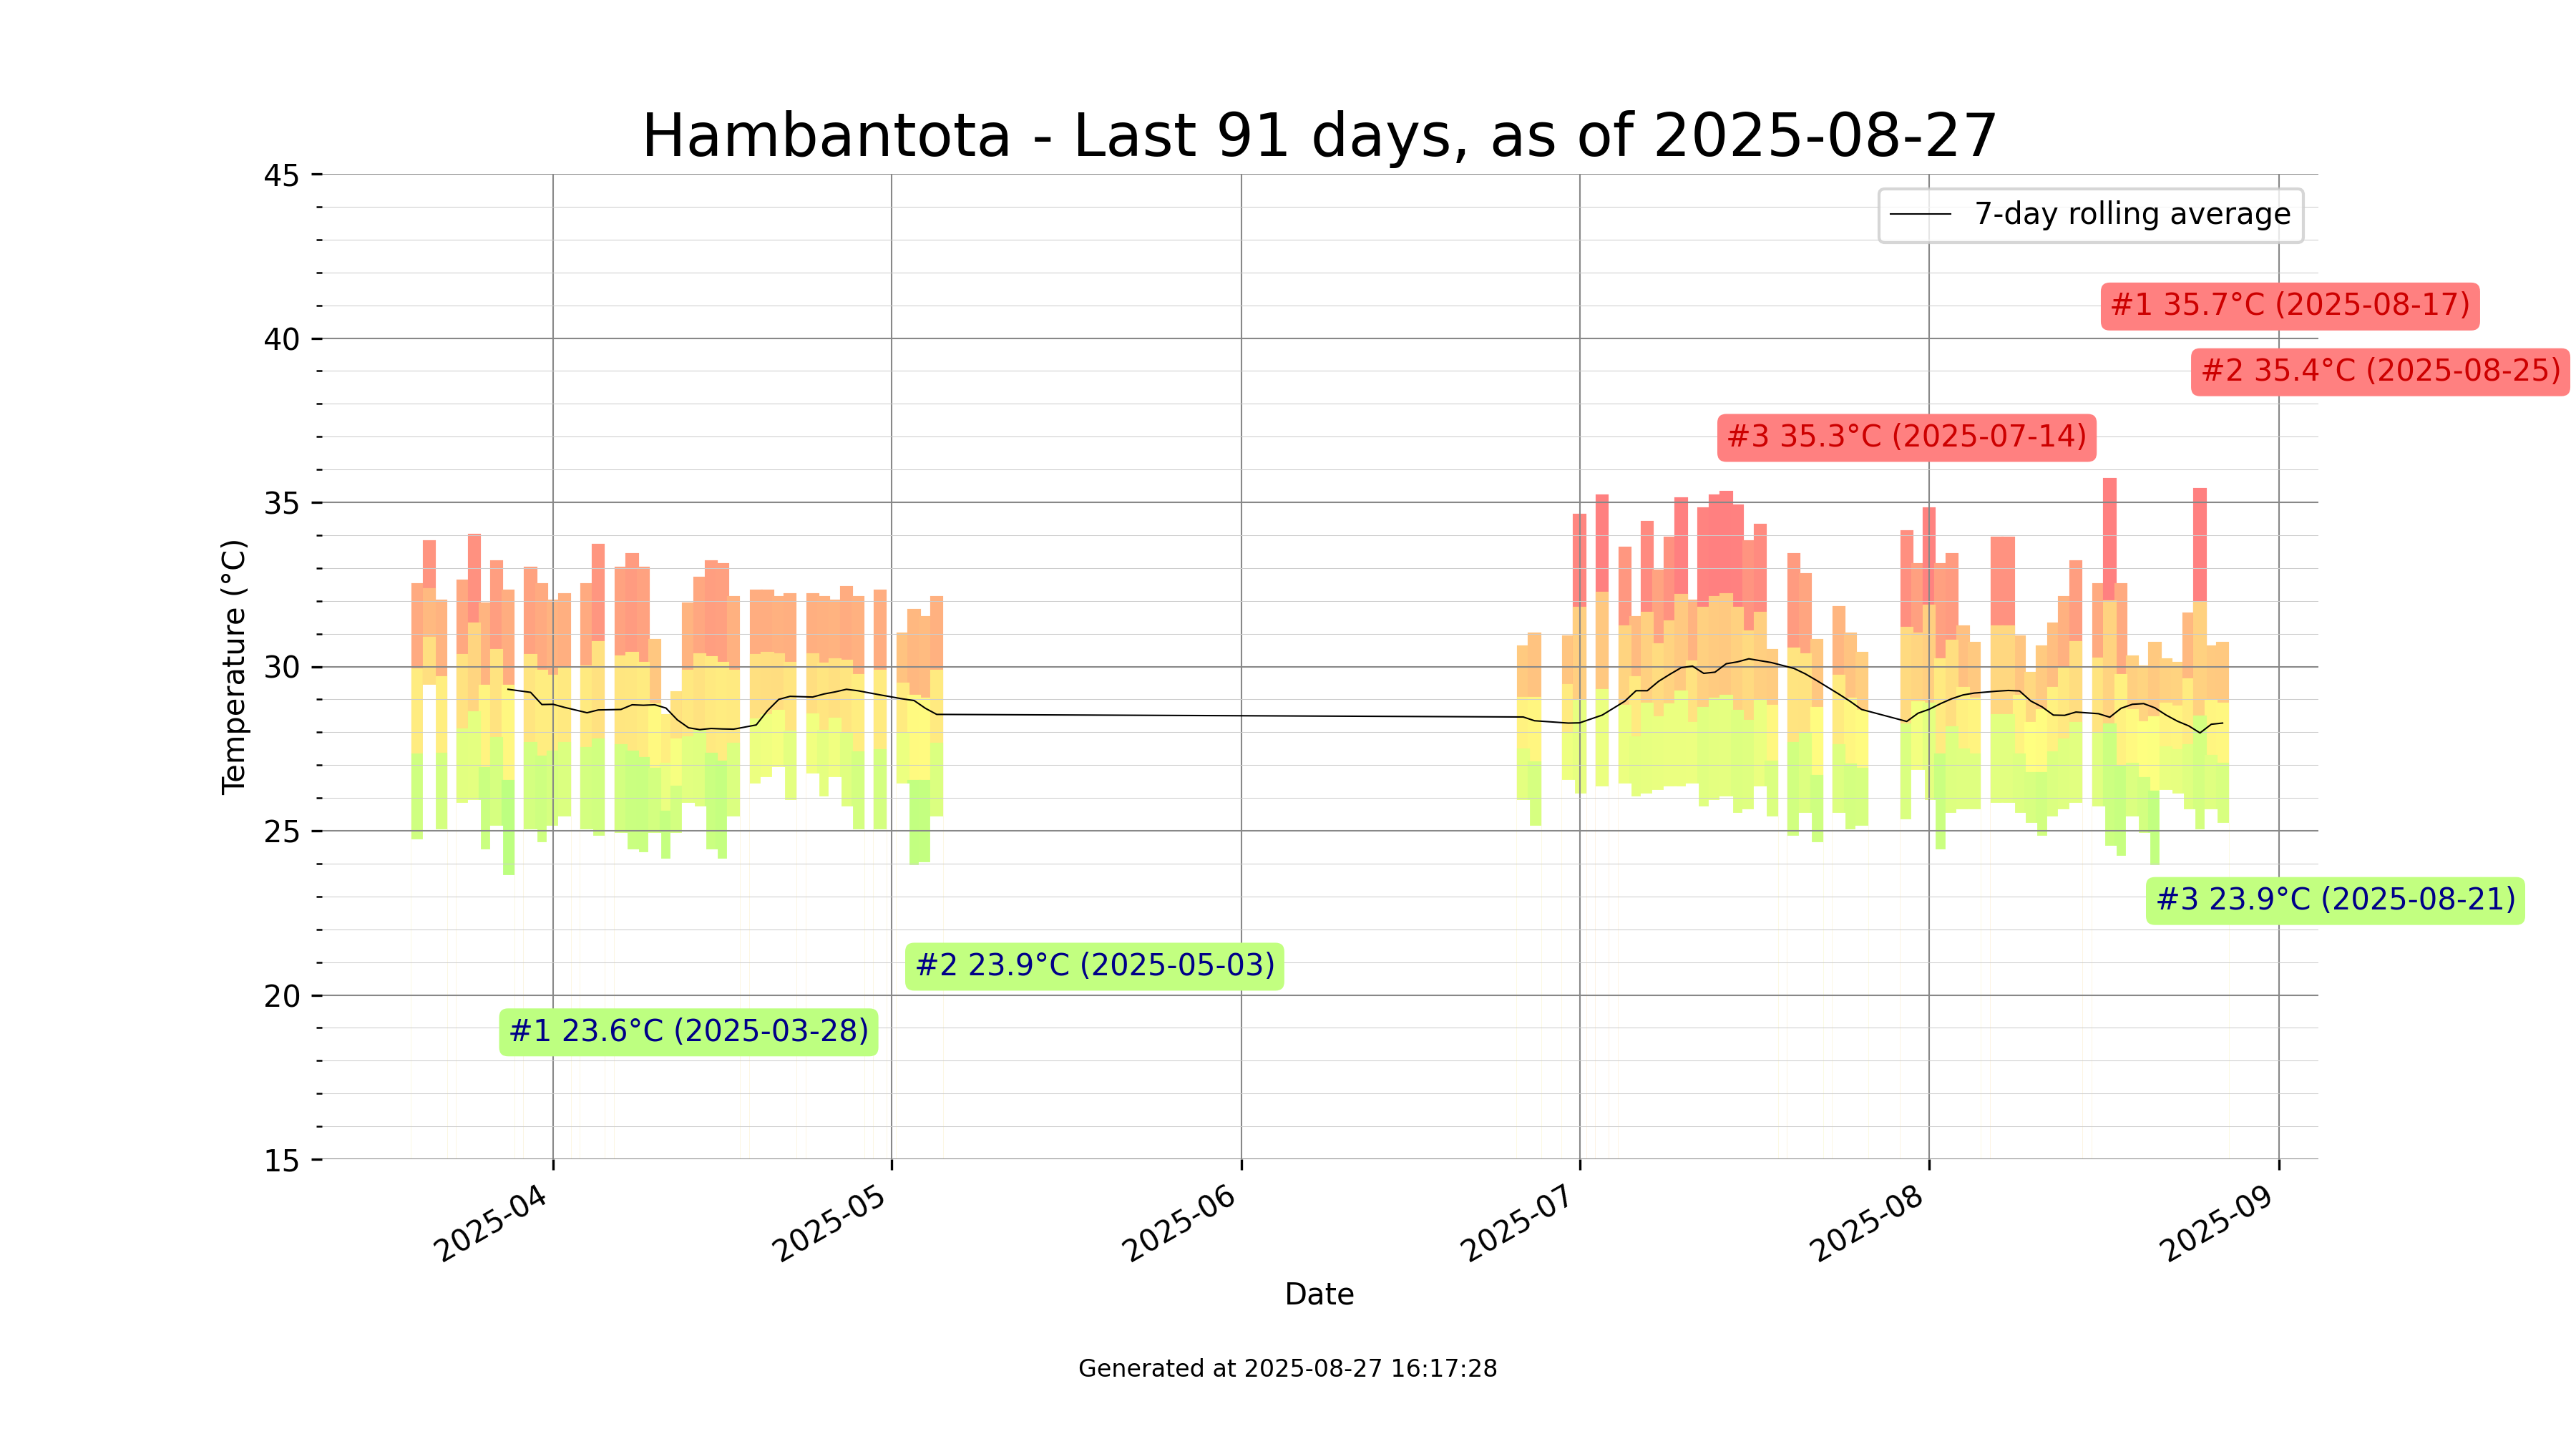 Hambantota - Last 91 days, as of 2025-08-27
45
7-day rolling average
#1 35.7°C (2025-08-17)
40
#2 35.4°C (2025-08-25)
#3 35.3°C (2025-07-14)
35
Temperature (°C)
30
25
#3 23.9°C (2025-08-21)
#2 23.9°C (2025-05-03)
20
#1 23.6°C (2025-03-28)
15
2025-04
2025-05
2025-06
2025-07
2025-08
2025-09
Date
Generated at 2025-08-27 16:17:28